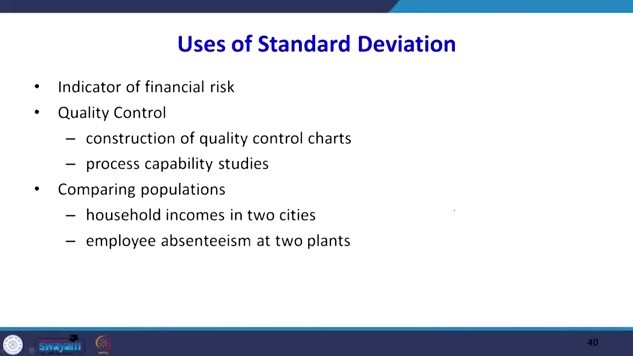 Uses of Standard Deviation
• Indicator of financial risk
• Quality Control
– construction of quality control charts
– process capability studies
• Comparing populations
– household incomes in two cities
– employee absenteeism at two plants
swayam
40